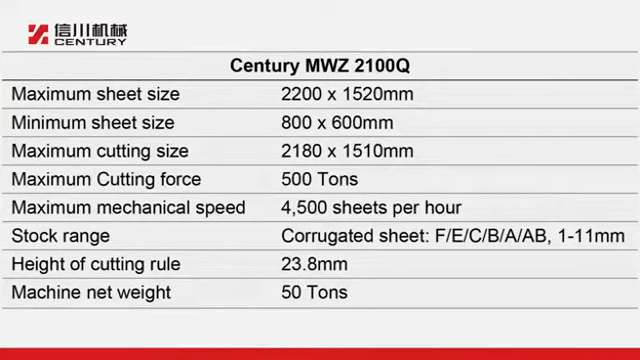 信川机械
CENTURY
Century MWZ 2100Q
Maximum sheet size 2200 x 1520mm
Minimum sheet size 800 x 600mm
Maximum cutting size 2180 x 1510mm
Maximum Cutting force 500 Tons
Maximum mechanical speed 4,500 sheets per hour
Stock range Corrugated sheet: F/E/C/B/A/AB, 1-11mm
Height of cutting rule 23.8mm
Machine net weight 50 Tons